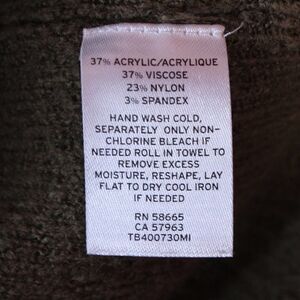 37% ACRYLIC/ACRYLIQUE
37% VISCOSE
23% NYLON
3% SPANDEX
HAND WASH COLD,
SEPARATELY ONLY NON-
CHLORINE BLEACH IF
NEEDED ROLL IN TOWEL TO
REMOVE EXCESS
MOISTURE, RESHAPE, LAY
FLAT TO DRY COOL IRON
IF NEEDED
RN 58665
CA 57963
TB400730MI